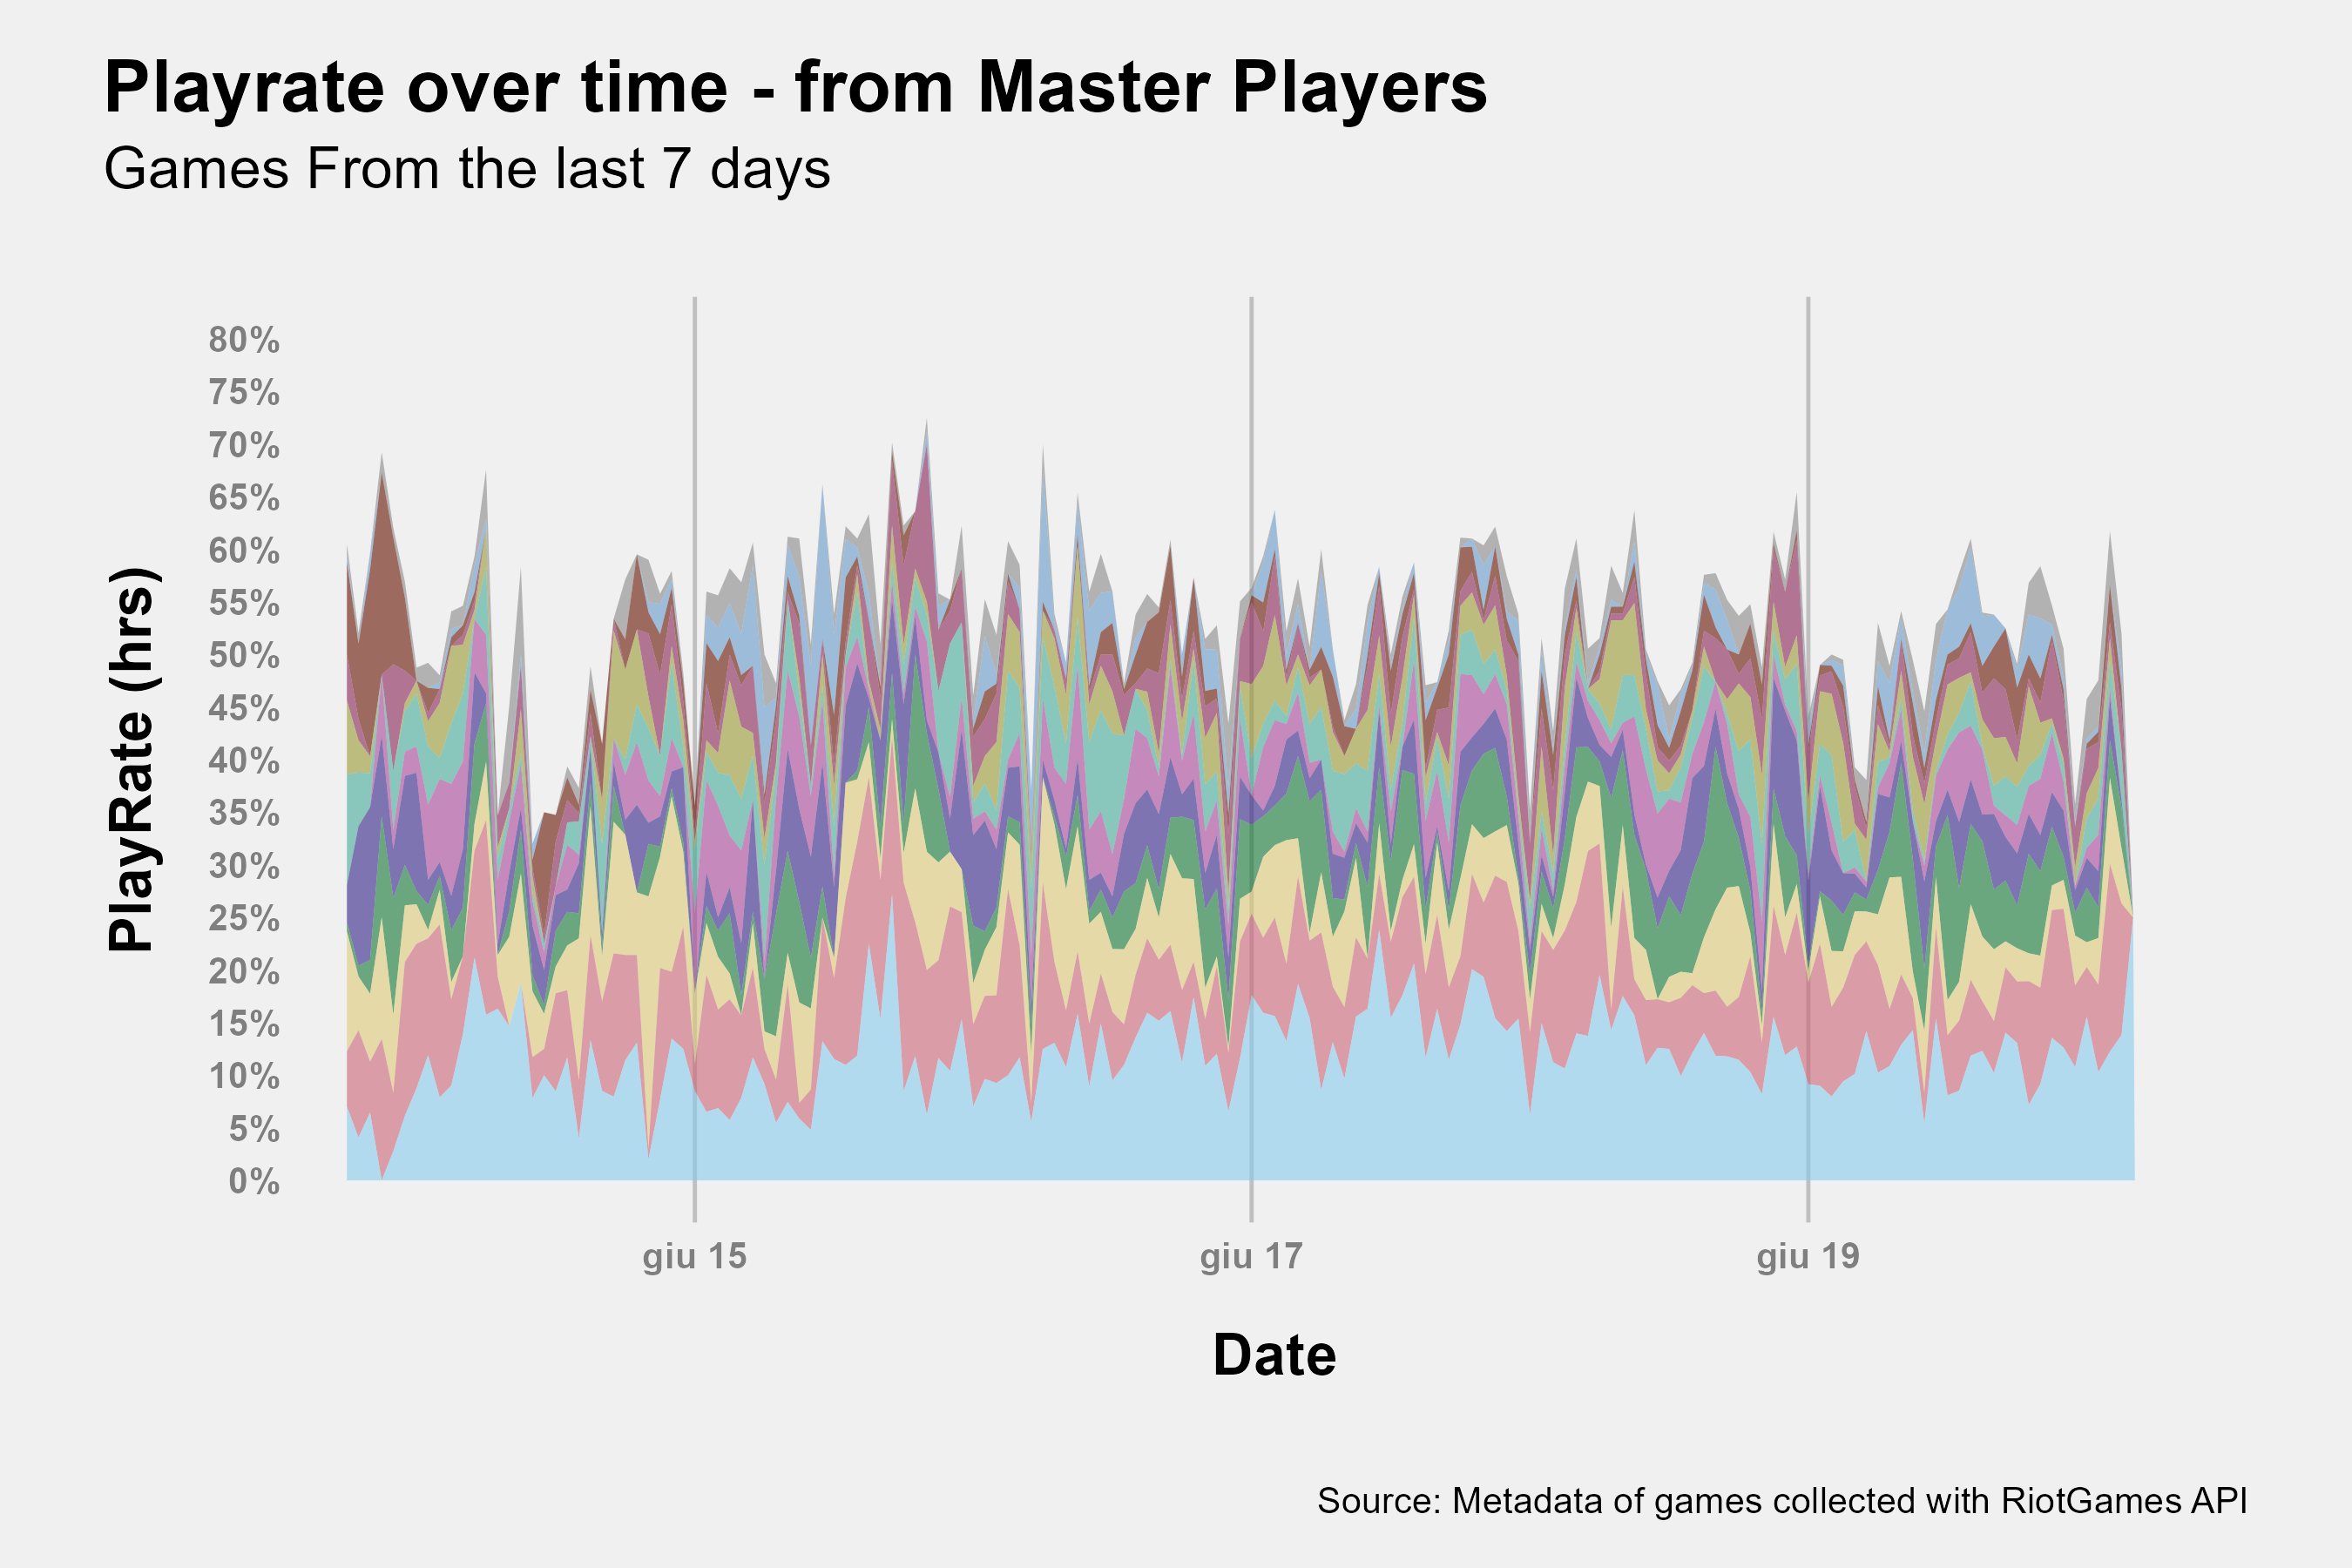 Playrate over time - from Master Players
Games From the last 7 days
80%
75%
70%
65%
60%
55%
50%
45%
40%
35%
30%
25%
20%
15%
10%
5%
0%
PlayRate (hrs)
giu 15
giu 17
giu 19
Date
Source: Metadata of games collected with RiotGames API